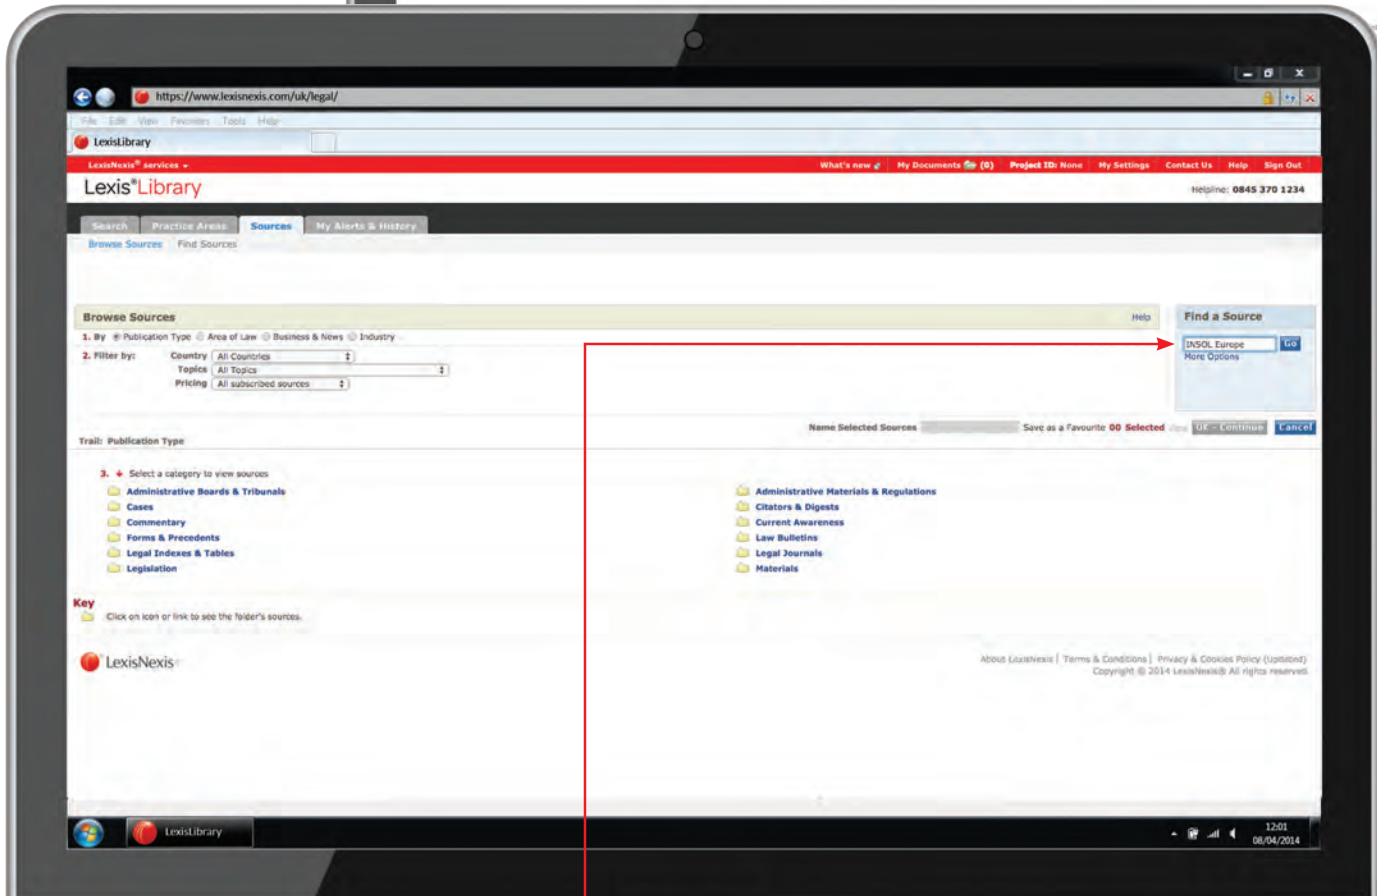 https://www.lexisnexis.com/uk/legal/
File Edit View Favorites Tools Help
LexisLibrary
LexisNexis® services What's new My Documents (0) Project ID: None My Settings Contact Us Help Sign Out
Lexis®Library Helpline: 0845 370 1234
Search Practice Areas Sources My Alerts & History
Browse Sources Find Sources
Browse Sources Help Find a Source
1. By Publication Type Area of Law Business & News Industry
INSOL Europe Go
2. Filter by: Country All Countries More Options
Topics All Topics
Pricing All subscribed sources
Name Selected Sources Save as a Favourite 00 Selected View OK - Continue Cancel
Trail: Publication Type
3. Select a category to view sources
Administrative Boards & Tribunals Administrative Materials & Regulations
Cases Citators & Digests
Commentary Current Awareness
Forms & Precedents Law Bulletins
Legal Indexes & Tables Legal Journals
Legislation Materials
Key
Click on icon or link to see the folder's sources.
LexisNexis® About LexisNexis | Terms & Conditions | Privacy & Cookies Policy (Updated)
Copyright © 2014 LexisNexis® All rights reserved.
LexisLibrary 12:01
08/04/2014